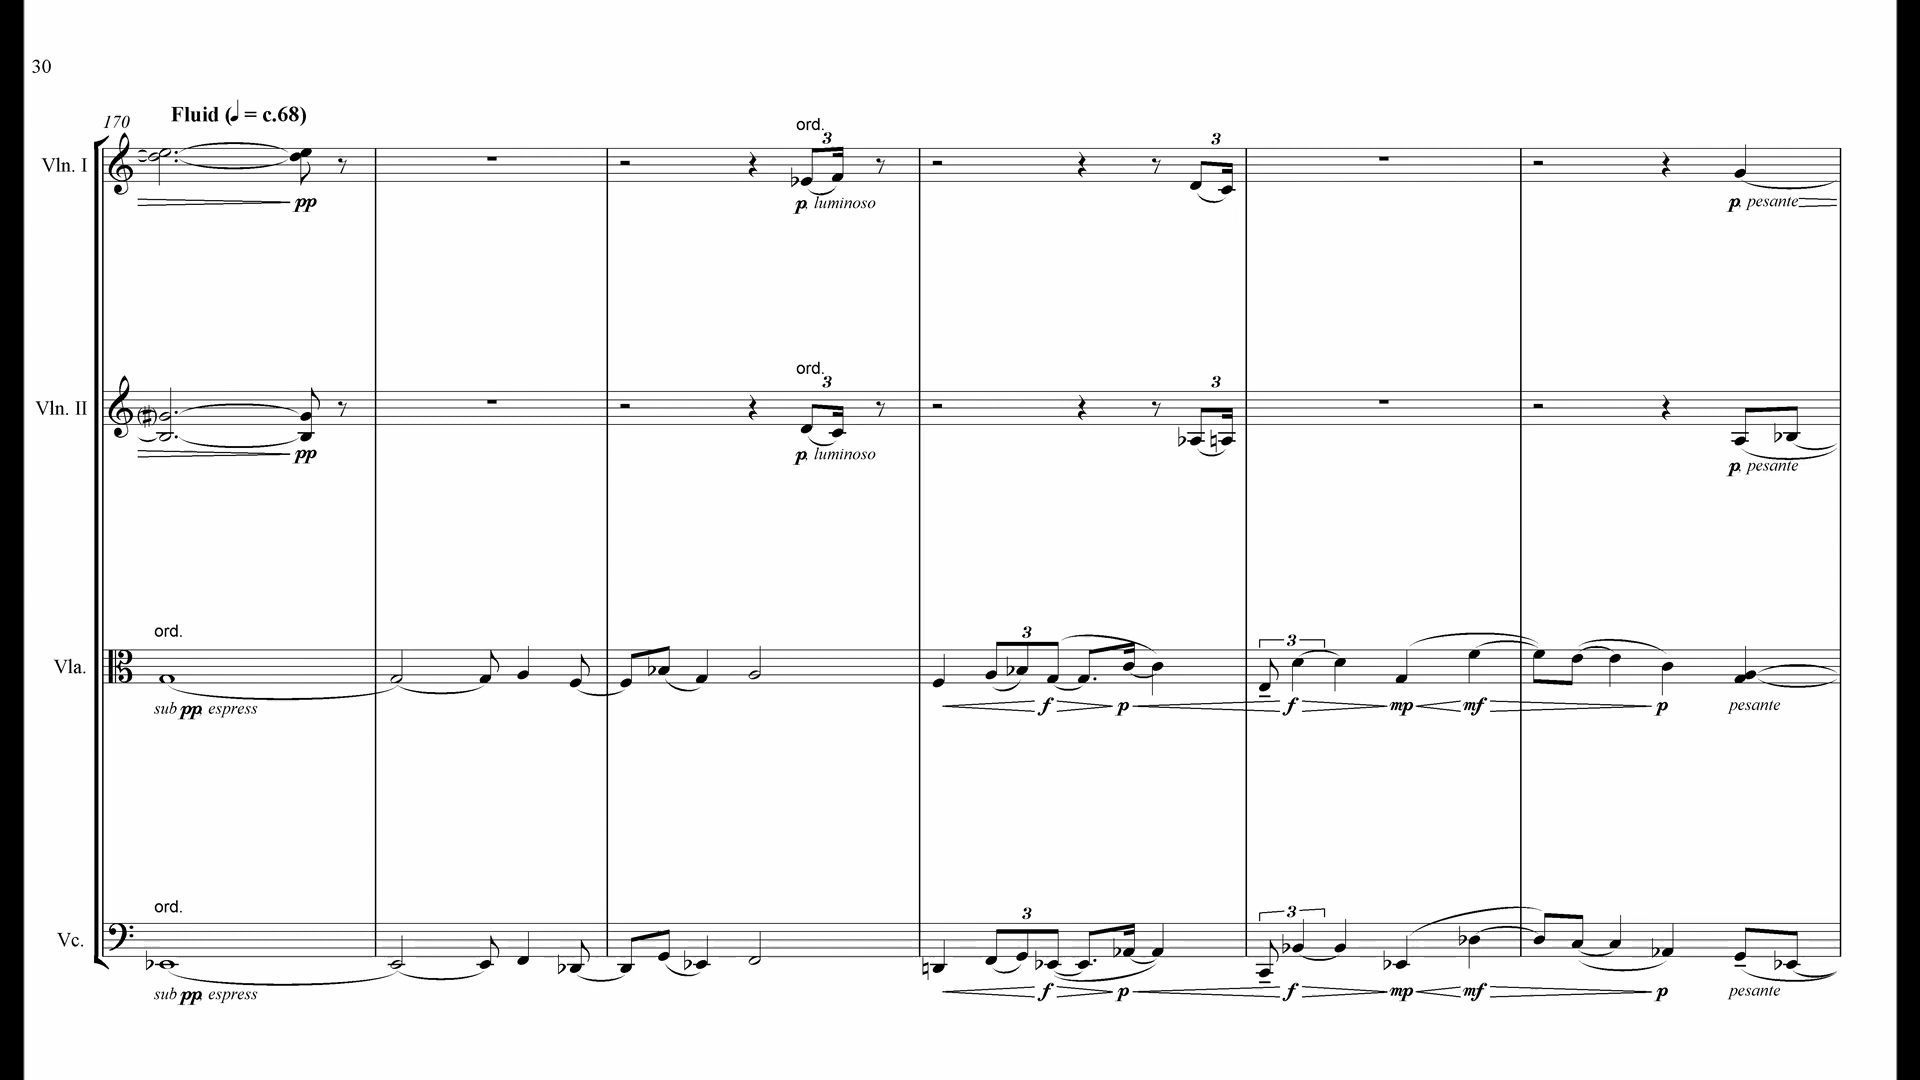 30
Fluid (♩ = c.68)
170
ord.
3
3
Vln. I
pp
p, luminoso
p, pesante
ord.
3
3
Vln. II
pp
p, luminoso
p, pesante
ord.
3
3
Vla.
sub pp, espress
f
p
f
mp
mf
p
pesante
ord.
3
3
Vc.
sub pp, espress
f
p
f
mp
mf
p
pesante